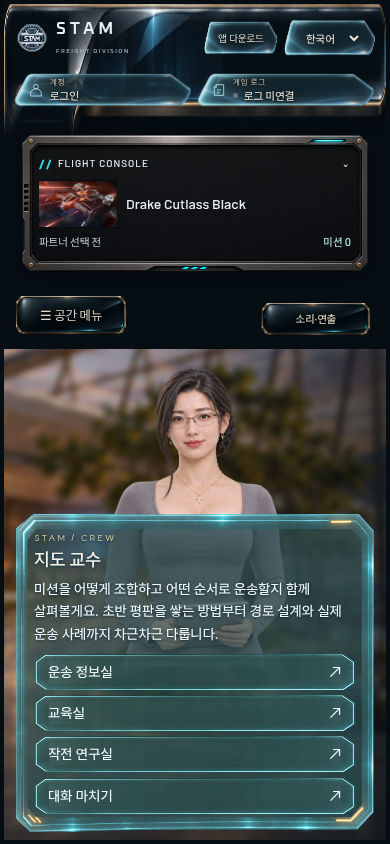 STAM
STAM
FREIGHT DIVISION
앱 다운로드
한국어
계정
로그인
게임 로그
로그 미연결
// FLIGHT CONSOLE
Drake Cutlass Black
파트너 선택 전
미션 0
☰ 공간 메뉴
소리·연출
STAM / CREW
지도 교수
미션을 어떻게 조합하고 어떤 순서로 운송할지 함께
살펴볼게요. 초반 평판을 쌓는 방법부터 경로 설계와 실제
운송 사례까지 차근차근 다룹니다.
운송 정보실
교육실
작전 연구실
대화 마치기